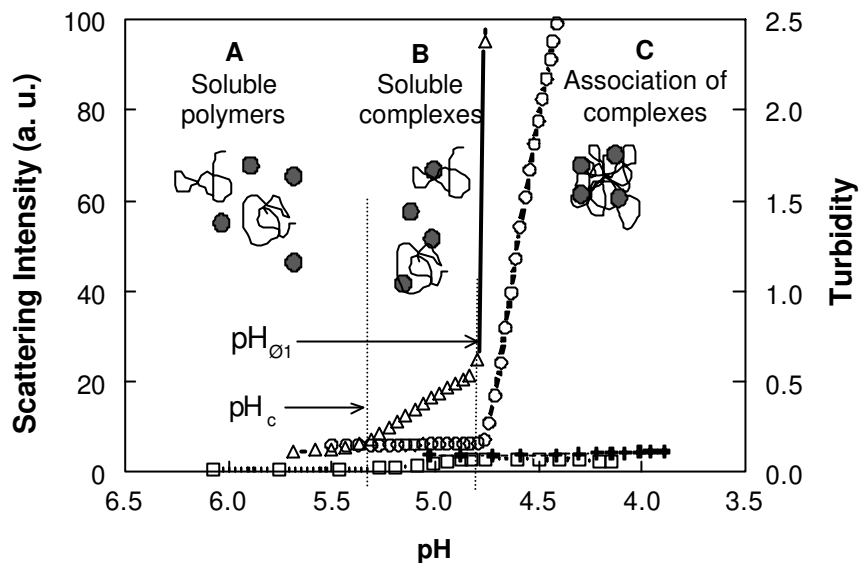 A
Soluble
polymers
B
Soluble
complexes
C
Association of
complexes
pHØ1
pHc
Scattering Intensity (a. u.)
100
80
60
40
20
0
Turbidity
2.5
2.0
1.5
1.0
0.5
0.0
6.5 6.0 5.5 5.0 4.5 4.0 3.5
pH